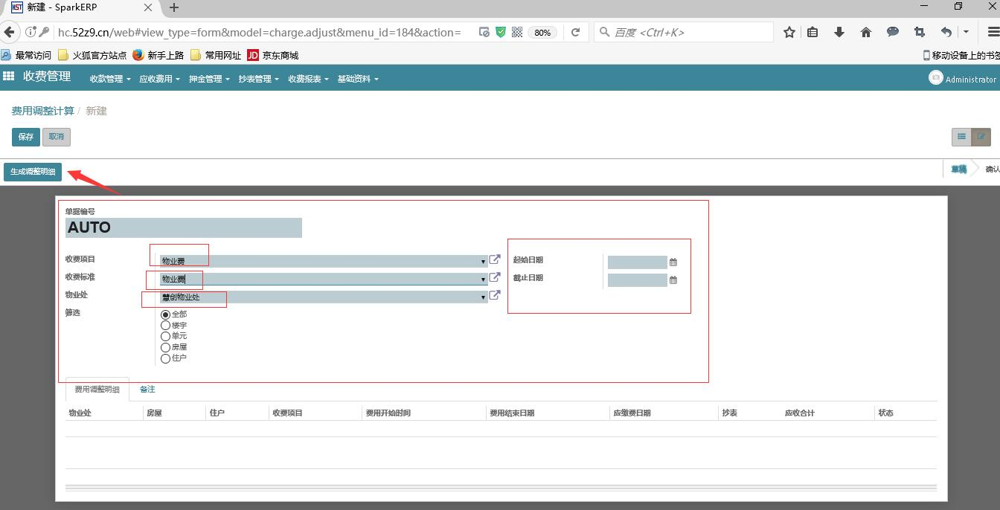 HST 新建 - SparkERP
hc.52z9.cn/web#view_type=form&model=charge.adjust&menu_id=184&action= 80% 百度 <Ctrl+K>
最常访问 火狐官方站点 新手上路 常用网址 JD 京东商城 移动设备上的书签
收费管理 收款管理 应收费用 押金管理 抄表管理 收费报表 基础资料 Administrator
费用调整计算 / 新建
保存 取消
生成调整明细 草稿 确认
单据编号
AUTO
收费项目 物业费 起始日期
收费标准 物业费 截止日期
物业处 慧创物业处
筛选 全部
楼宇
单元
房屋
住户
费用调整明细 备注
物业处 房屋 住户 收费项目 费用开始时间 费用结束日期 应缴费日期 抄表 应收合计 状态